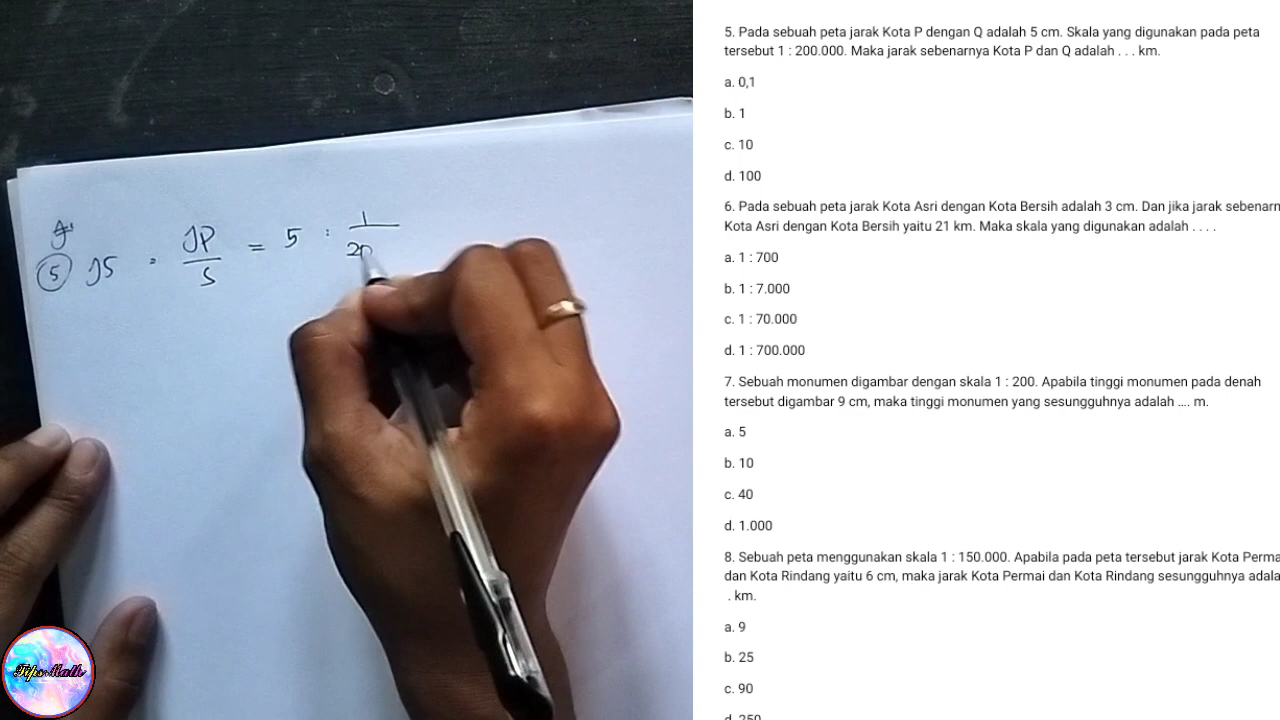 5 JS = JP / S = 5 : 1 / 20
Tips Math
5. Pada sebuah peta jarak Kota P dengan Q adalah 5 cm. Skala yang digunakan pada peta
tersebut 1 : 200.000. Maka jarak sebenarnya Kota P dan Q adalah . . . km.
a. 0,1
b. 1
c. 10
d. 100
6. Pada sebuah peta jarak Kota Asri dengan Kota Bersih adalah 3 cm. Dan jika jarak sebenarn
Kota Asri dengan Kota Bersih yaitu 21 km. Maka skala yang digunakan adalah . . . .
a. 1 : 700
b. 1 : 7.000
c. 1 : 70.000
d. 1 : 700.000
7. Sebuah monumen digambar dengan skala 1 : 200. Apabila tinggi monumen pada denah
tersebut digambar 9 cm, maka tinggi monumen yang sesungguhnya adalah .... m.
a. 5
b. 10
c. 40
d. 1.000
8. Sebuah peta menggunakan skala 1 : 150.000. Apabila pada peta tersebut jarak Kota Perma
dan Kota Rindang yaitu 6 cm, maka jarak Kota Permai dan Kota Rindang sesungguhnya adala
. km.
a. 9
b. 25
c. 90
d. 250